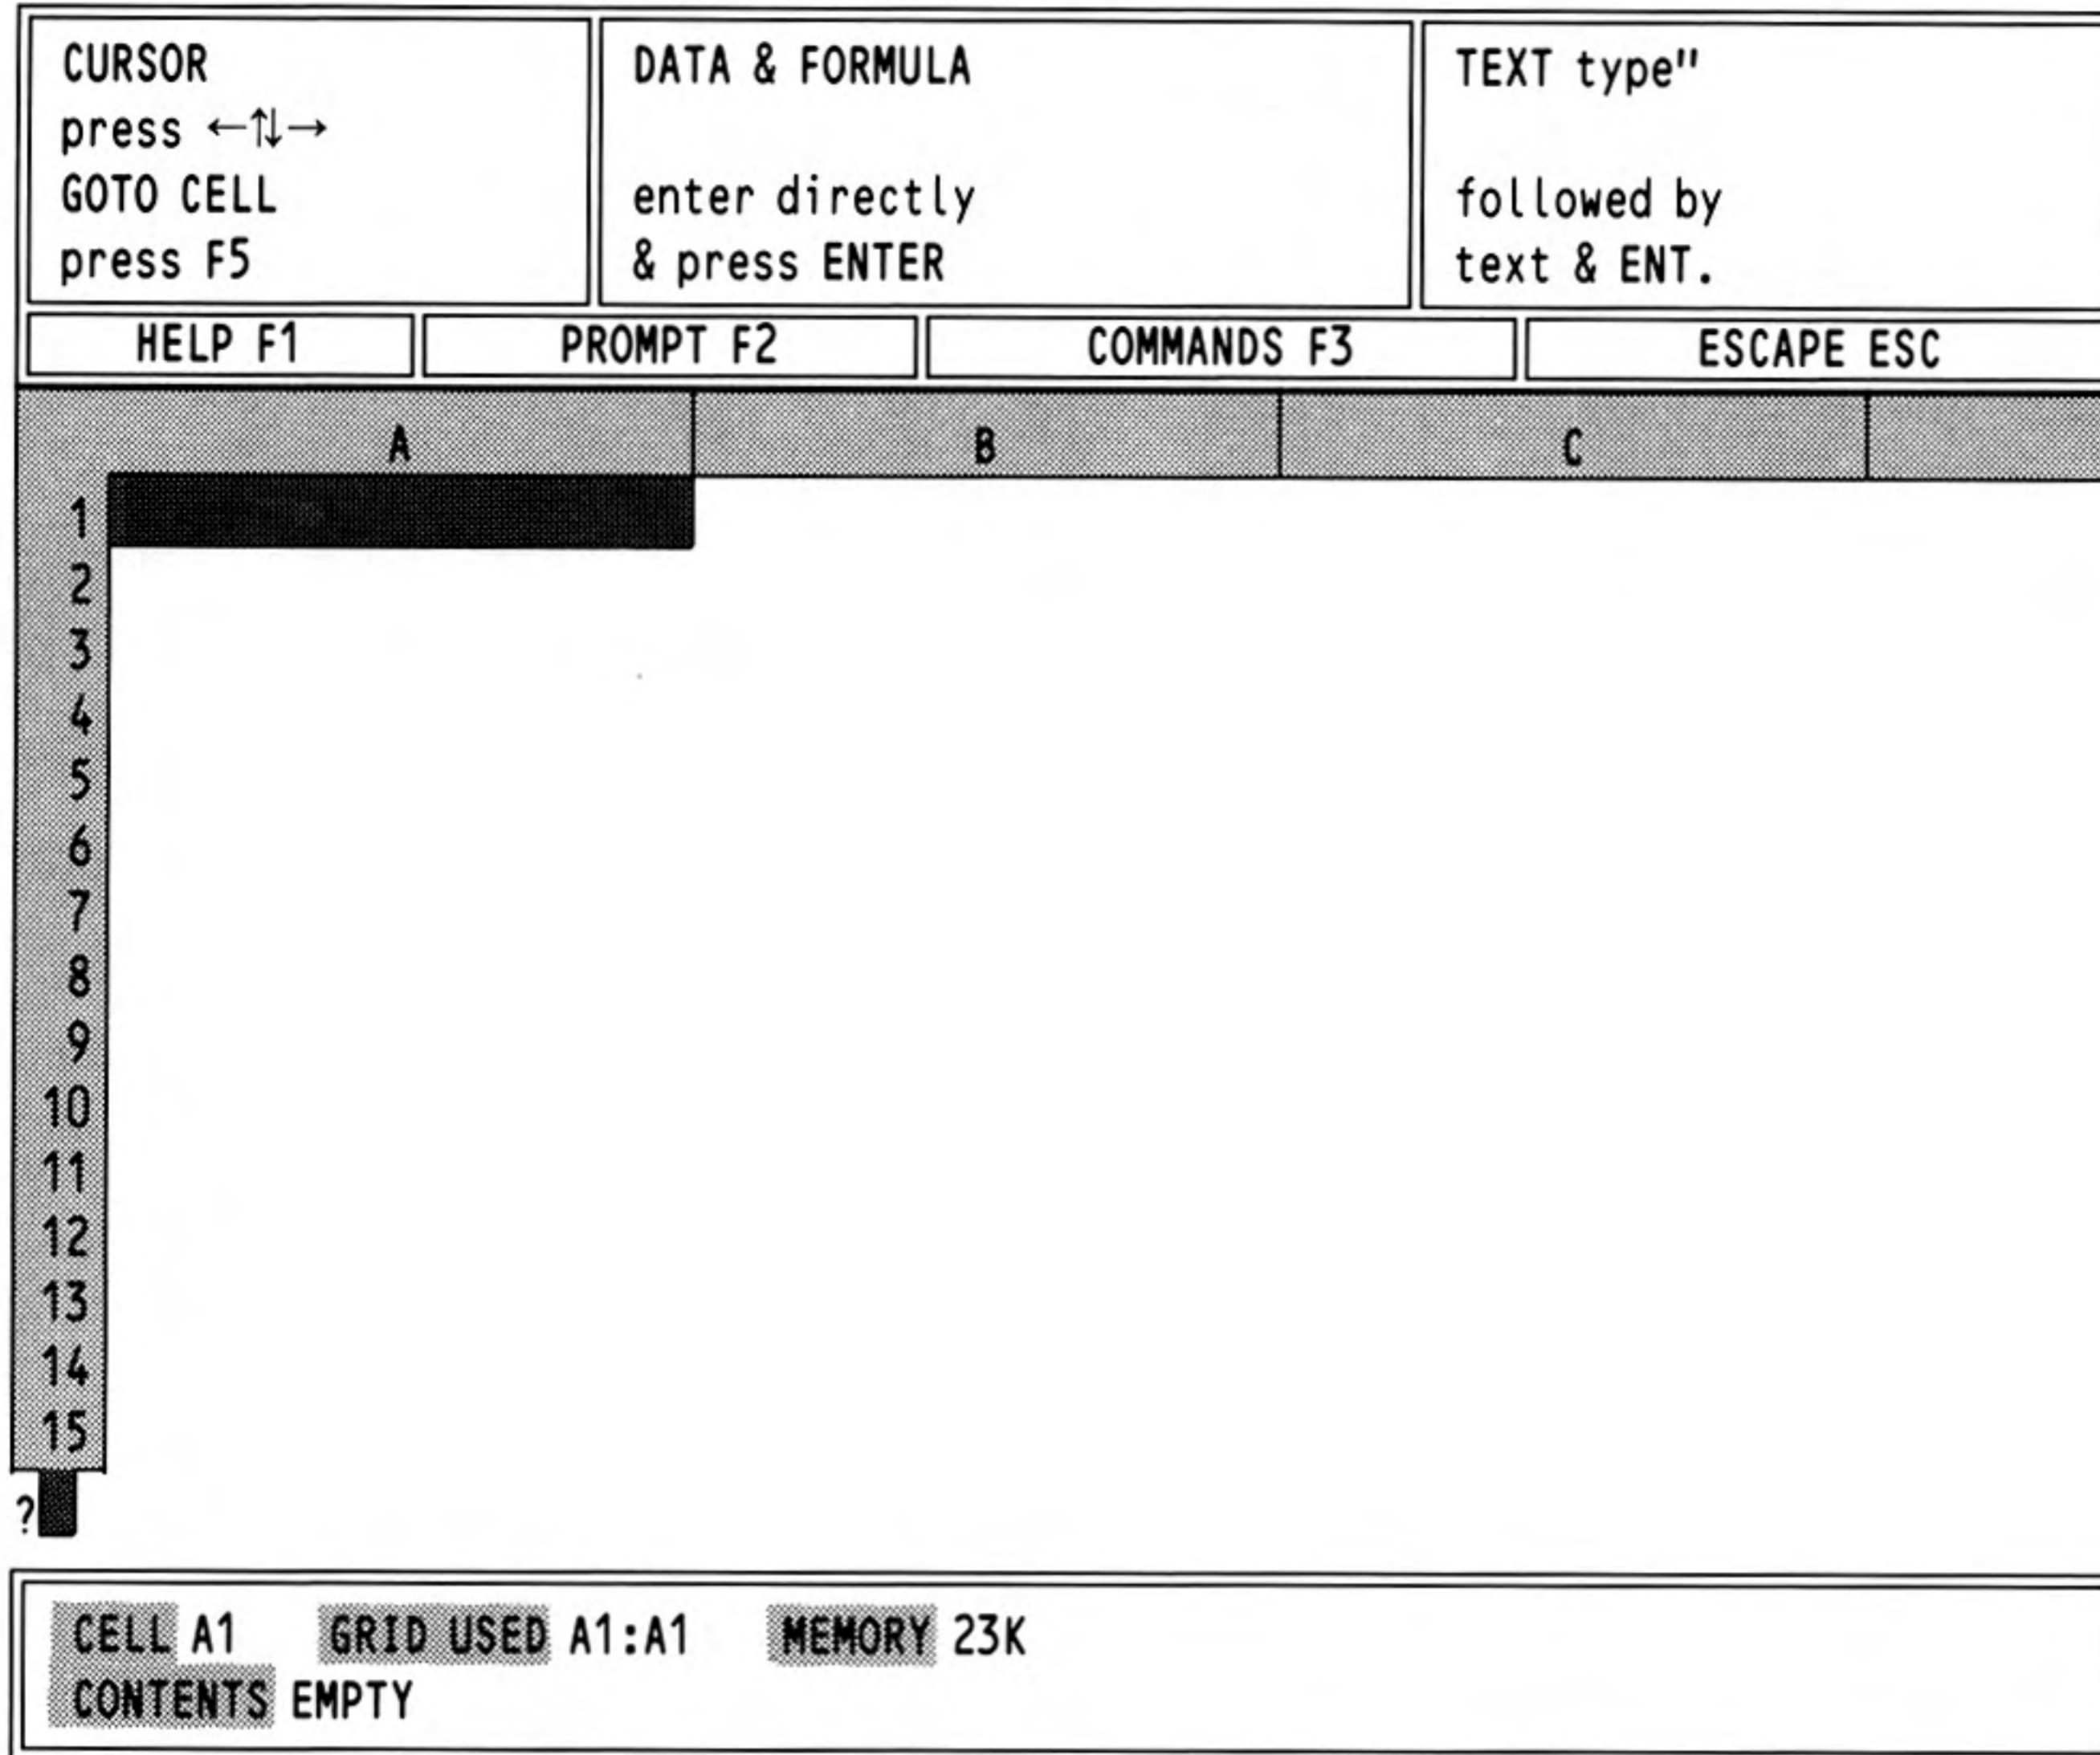 CURSOR
press ←↑↓→
GOTO CELL
press F5
DATA & FORMULA
enter directly
& press ENTER
TEXT type"
followed by
text & ENT.
HELP F1
PROMPT F2
COMMANDS F3
ESCAPE ESC
A
B
C
1
2
3
4
5
6
7
8
9
10
11
12
13
14
15
?
CELL A1 GRID USED A1:A1 MEMORY 23K
CONTENTS EMPTY